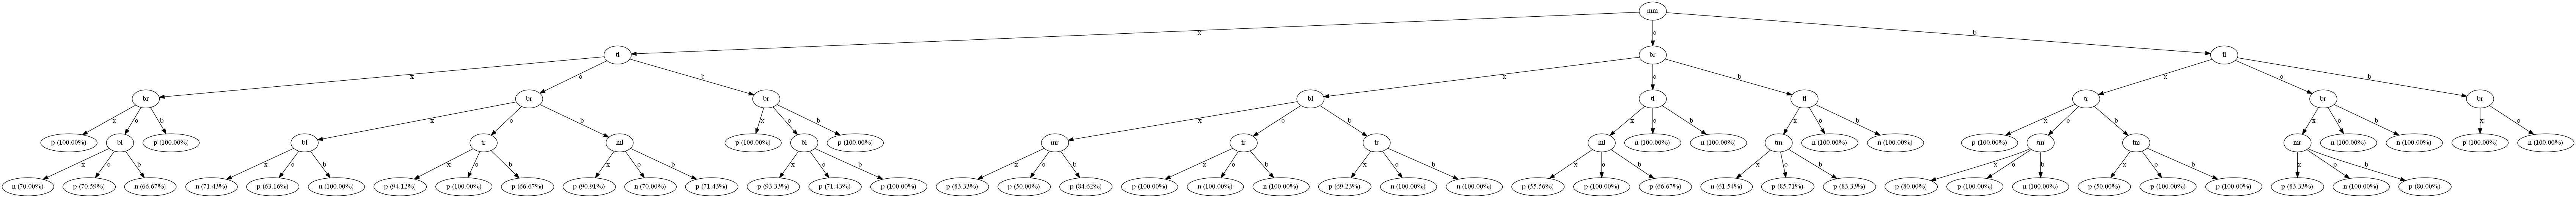 mm
x o b
tl br tl
x o b x o b x o b
br br br bl tl tl tr br br
x o b x o b x o b x o b x o b x o b x o b x o b x o
p (100.00%) bl p (100.00%) bl tr ml p (100.00%) bl p (100.00%) mr tr tr ml n (100.00%) n (100.00%) tm n (100.00%) n (100.00%) p (100.00%) tm tm mr n (100.00%) n (100.00%) p (100.00%) n (100.00%)
x o b x o b x o b x o b x o b x o b x o b x o b x o b x o b x o b x o b x o b
n (70.00%) p (70.59%) n (66.67%) n (71.43%) p (63.16%) n (100.00%) p (94.12%) p (100.00%) p (66.67%) p (90.91%) n (70.00%) p (71.43%) p (93.33%) p (71.43%) p (100.00%) p (83.33%) p (50.00%) p (84.62%) p (100.00%) n (100.00%) n (100.00%) p (69.23%) n (100.00%) n (100.00%) p (55.56%) p (100.00%) p (66.67%) n (61.54%) p (85.71%) p (83.33%) p (80.00%) p (100.00%) n (100.00%) p (50.00%) p (100.00%) p (100.00%) p (83.33%) n (100.00%) p (80.00%)